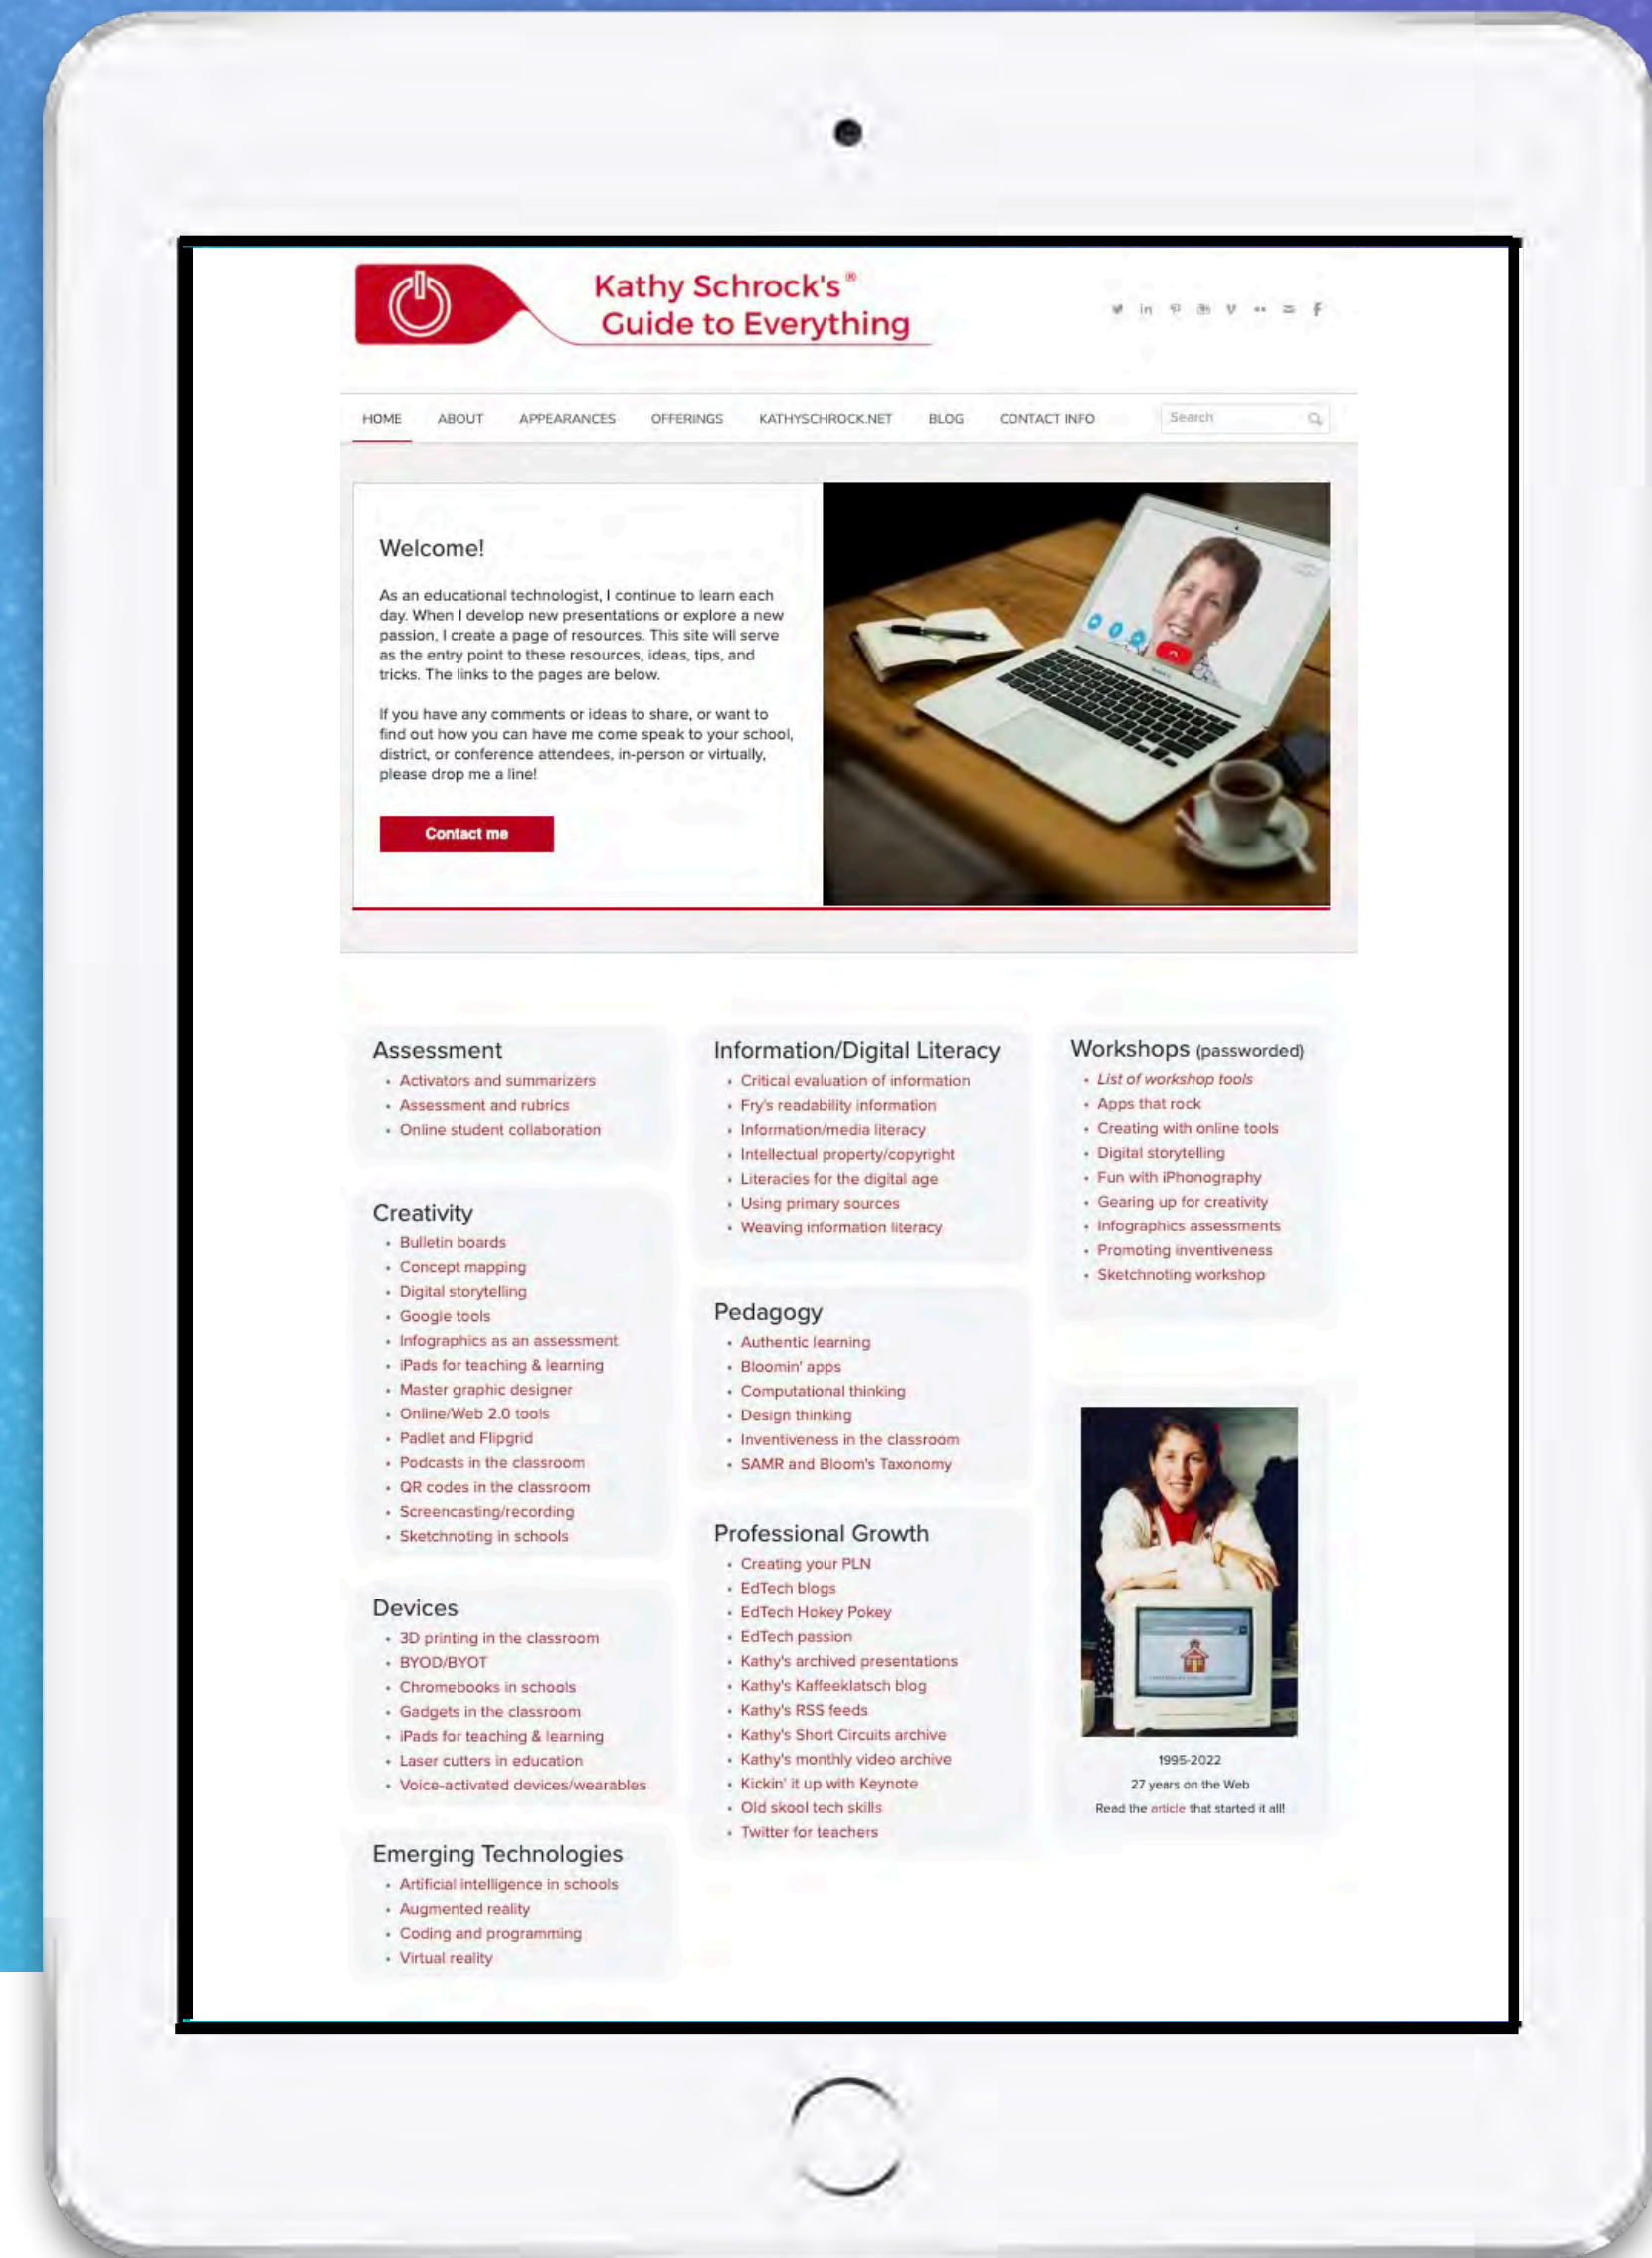 Kathy Schrock's®
Guide to Everything
HOME ABOUT APPEARANCES OFFERINGS KATHYSCHROCK.NET BLOG CONTACT INFO Search
Welcome!
As an educational technologist, I continue to learn each
day. When I develop new presentations or explore a new
passion, I create a page of resources. This site will serve
as the entry point to these resources, ideas, tips, and
tricks. The links to the pages are below.
If you have any comments or ideas to share, or want to
find out how you can have me come speak to your school,
district, or conference attendees, in-person or virtually,
please drop me a line!
Contact me
Assessment
• Activators and summarizers
• Assessment and rubrics
• Online student collaboration
Creativity
• Bulletin boards
• Concept mapping
• Digital storytelling
• Google tools
• Infographics as an assessment
• iPads for teaching & learning
• Master graphic designer
• Online/Web 2.0 tools
• Padlet and Flipgrid
• Podcasts in the classroom
• QR codes in the classroom
• Screencasting/recording
• Sketchnoting in schools
Devices
• 3D printing in the classroom
• BYOD/BYOT
• Chromebooks in schools
• Gadgets in the classroom
• iPads for teaching & learning
• Laser cutters in education
• Voice-activated devices/wearables
Emerging Technologies
• Artificial intelligence in schools
• Augmented reality
• Coding and programming
• Virtual reality
Information/Digital Literacy
• Critical evaluation of information
• Fry's readability information
• Information/media literacy
• Intellectual property/copyright
• Literacies for the digital age
• Using primary sources
• Weaving information literacy
Pedagogy
• Authentic learning
• Bloomin' apps
• Computational thinking
• Design thinking
• Inventiveness in the classroom
• SAMR and Bloom's Taxonomy
Professional Growth
• Creating your PLN
• EdTech blogs
• EdTech Hokey Pokey
• EdTech passion
• Kathy's archived presentations
• Kathy's Kaffeeklatsch blog
• Kathy's RSS feeds
• Kathy's Short Circuits archive
• Kathy's monthly video archive
• Kickin' it up with Keynote
• Old skool tech skills
• Twitter for teachers
Workshops (passworded)
• List of workshop tools
• Apps that rock
• Creating with online tools
• Digital storytelling
• Fun with iPhonography
• Gearing up for creativity
• Infographics assessments
• Promoting inventiveness
• Sketchnoting workshop
1995-2022
27 years on the Web
Read the article that started it all!